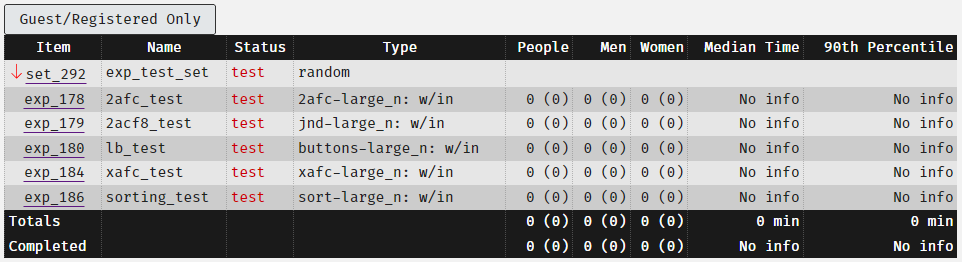 Guest/Registered Only
Item Name Status Type People Men Women Median Time 90th Percentile
↓ set_292 exp_test_set test random
exp_178 2afc_test test 2afc-large_n: w/in 0 (0) 0 (0) 0 (0) No info No info
exp_179 2acf8_test test jnd-large_n: w/in 0 (0) 0 (0) 0 (0) No info No info
exp_180 lb_test test buttons-large_n: w/in 0 (0) 0 (0) 0 (0) No info No info
exp_184 xafc_test test xafc-large_n: w/in 0 (0) 0 (0) 0 (0) No info No info
exp_186 sorting_test test sort-large_n: w/in 0 (0) 0 (0) 0 (0) No info No info
Totals 0 (0) 0 (0) 0 (0) 0 min 0 min
Completed 0 (0) 0 (0) 0 (0) No info No info